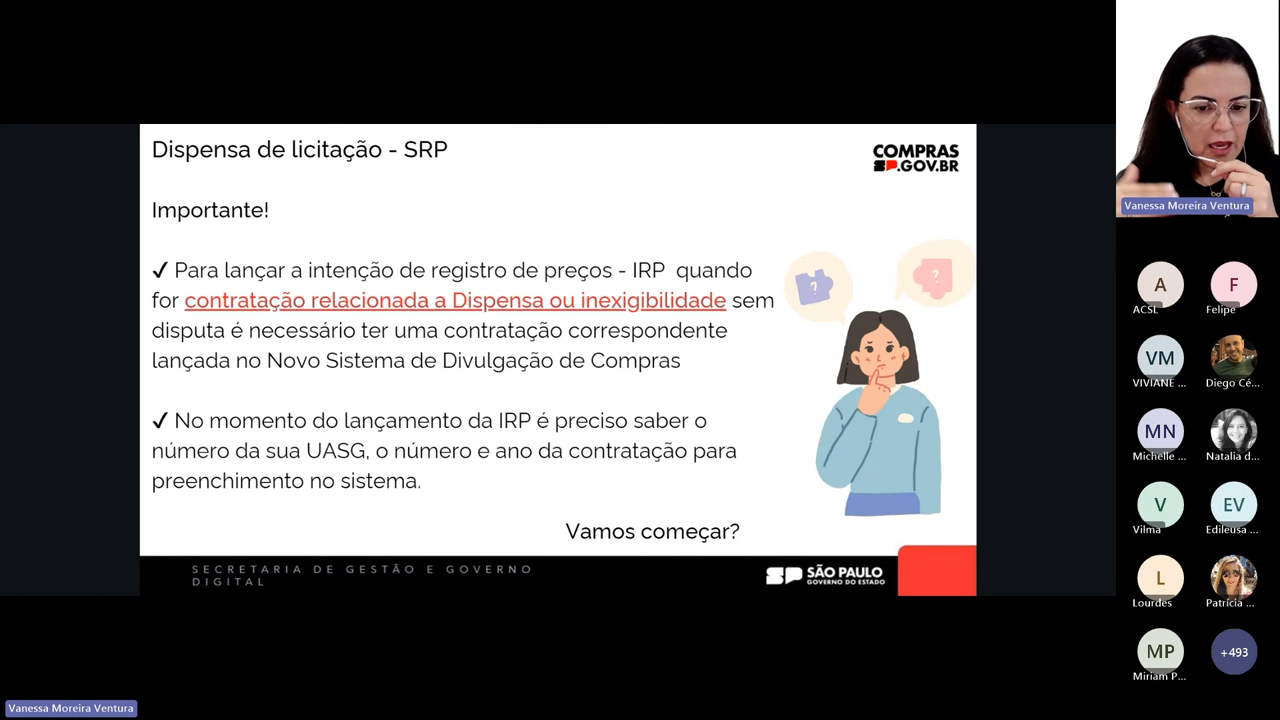 Dispensa de licitação - SRP
COMPRAS
SP.GOV.BR
Importante!
✓ Para lançar a intenção de registro de preços - IRP quando
for contratação relacionada a Dispensa ou inexigibilidade sem
disputa é necessário ter uma contratação correspondente
lançada no Novo Sistema de Divulgação de Compras
? ?
✓ No momento do lançamento da IRP é preciso saber o
número da sua UASG, o número e ano da contratação para
preenchimento no sistema.
Vamos começar?
SECRETARIA DE GESTÃO E GOVERNO
DIGITAL
SP SÃO PAULO
GOVERNO DO ESTADO
Vanessa Moreira Ventura
A F
ACSL Felipe
VM
VIVIANE ... Diego Cé...
MN
Michelle ... Natalia d...
V EV
Vilma Edileusa ...
L
Lourdes Patrícia ...
MP +493
Miriam P...
Vanessa Moreira Ventura